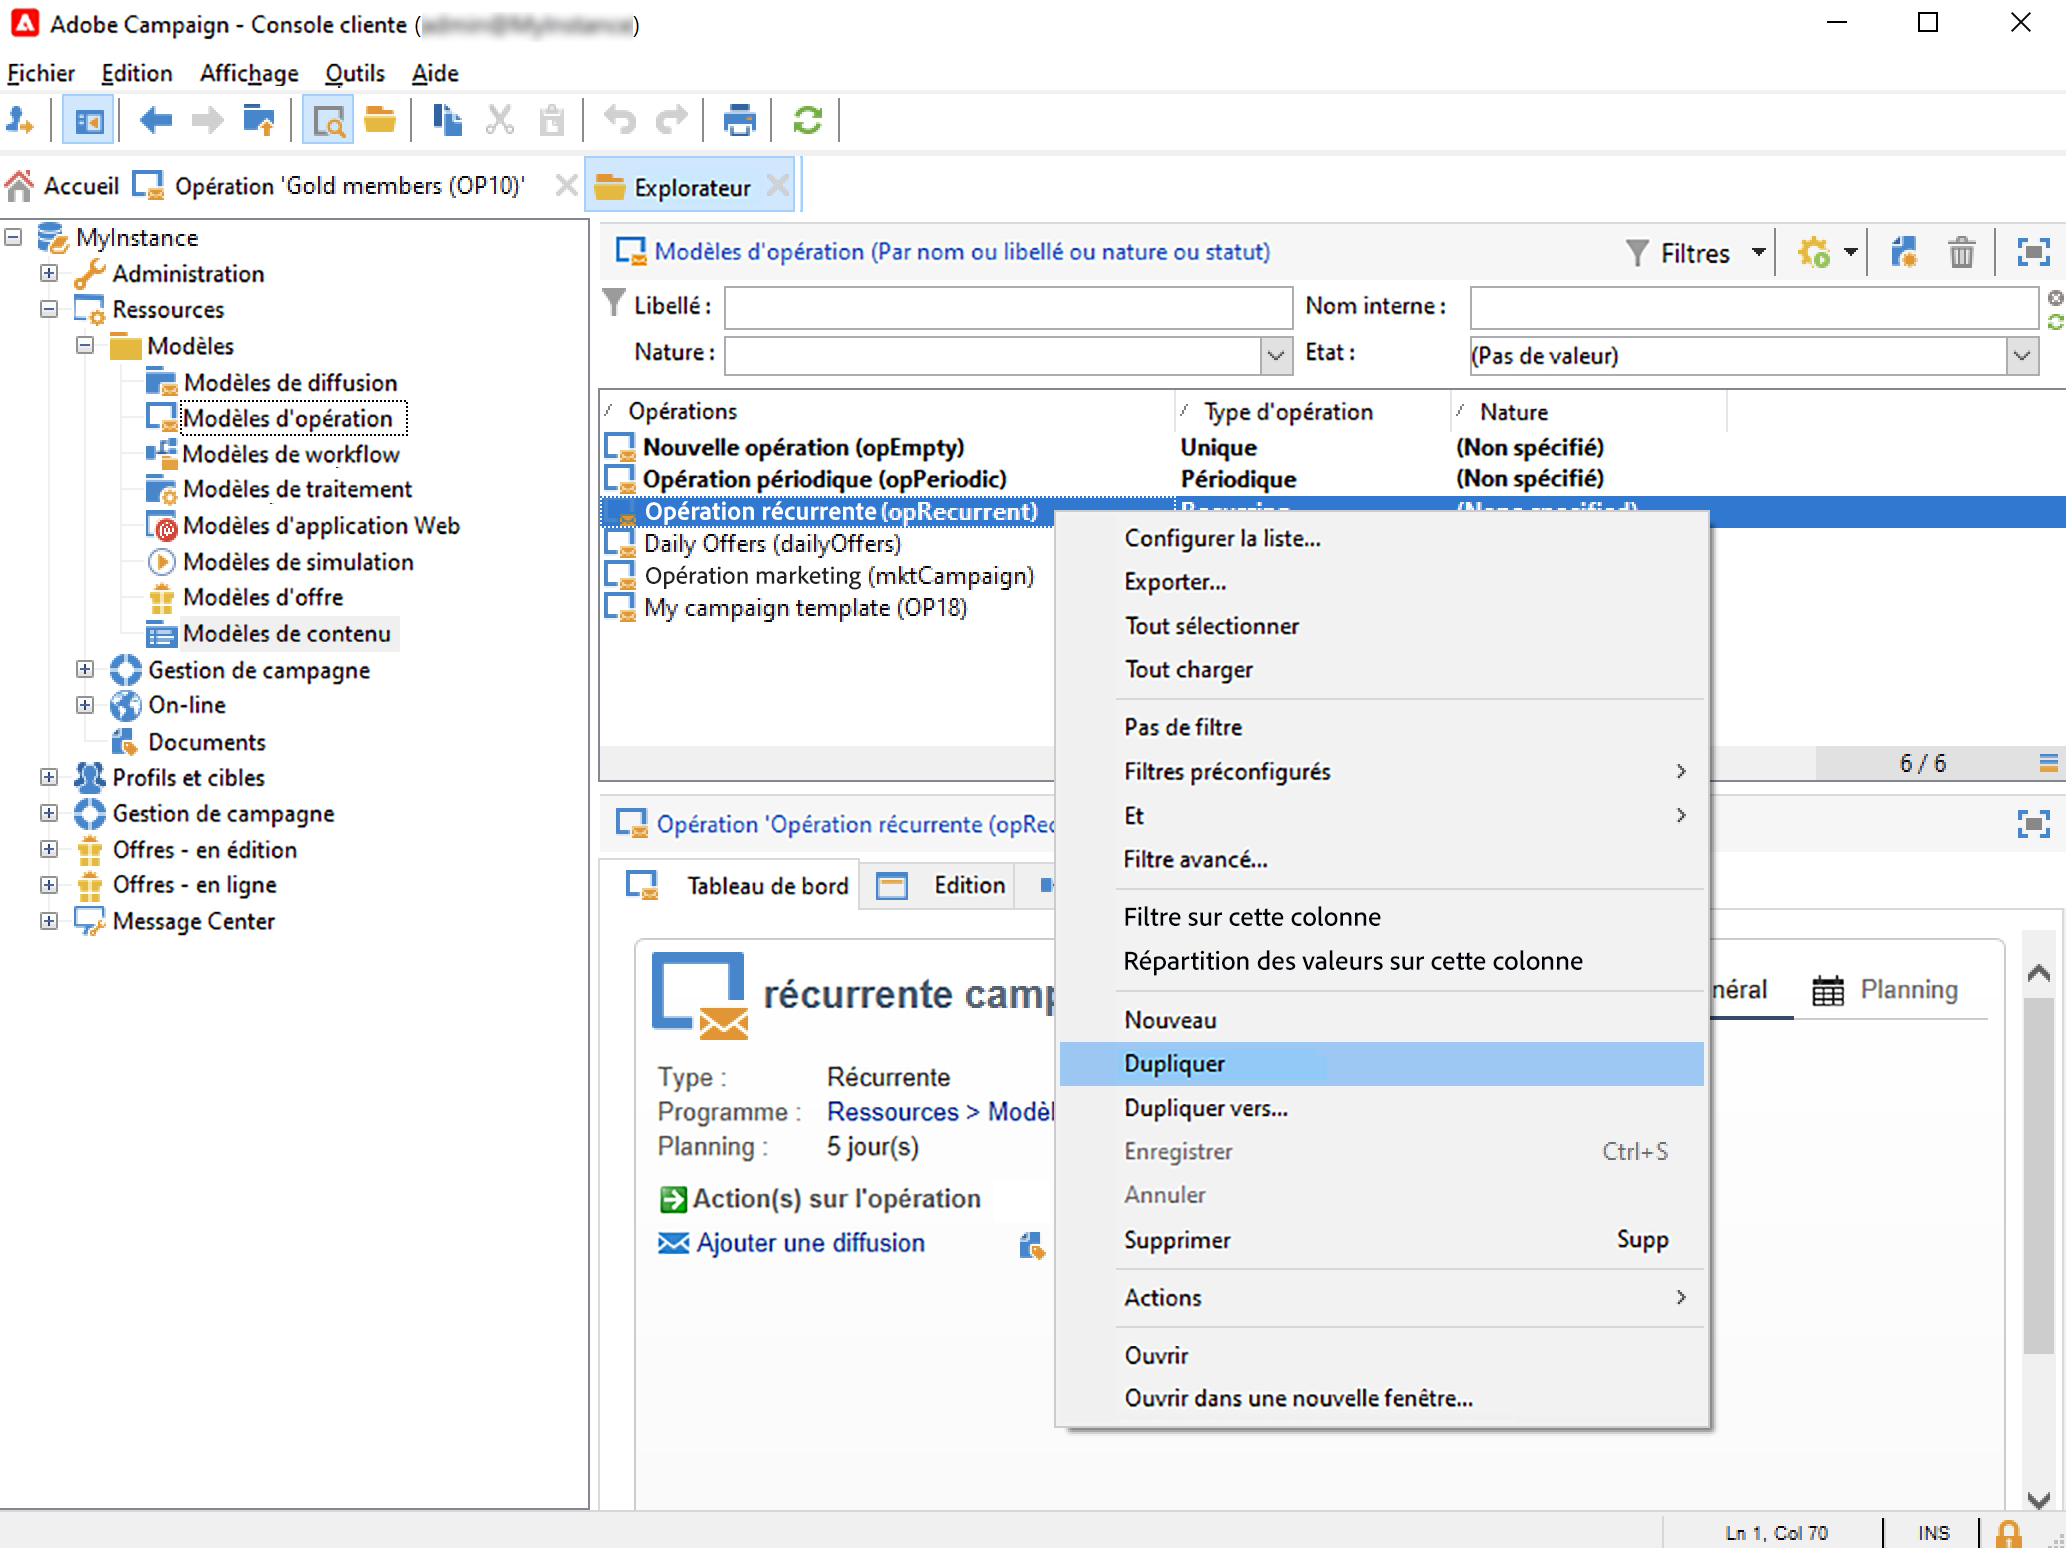 Adobe Campaign - Console cliente ( )
Fichier Edition Affichage Outils Aide
Accueil Opération 'Gold members (OP10)' Explorateur
MyInstance
Administration
Ressources
Modèles
Modèles de diffusion
Modèles d'opération
Modèles de workflow
Modèles de traitement
Modèles d'application Web
Modèles de simulation
Modèles d'offre
Modèles de contenu
Gestion de campagne
On-line
Documents
Profils et cibles
Gestion de campagne
Offres - en édition
Offres - en ligne
Message Center
Modèles d'opération (Par nom ou libellé ou nature ou statut) Filtres
Libellé : Nom interne :
Nature : Etat : (Pas de valeur)
Opérations Type d'opération Nature
Nouvelle opération (opEmpty) Unique (Non spécifié)
Opération périodique (opPeriodic) Périodique (Non spécifié)
Opération récurrente (opRecurrent)
Daily Offers (dailyOffers)
Opération marketing (mktCampaign)
My campaign template (OP18)
6 / 6
Opération 'Opération récurrente (opRec
Tableau de bord Edition
récurrente camp
néral Planning
Type : Récurrente
Programme : Ressources > Modèl
Planning : 5 jour(s)
Action(s) sur l'opération
Ajouter une diffusion
Configurer la liste...
Exporter...
Tout sélectionner
Tout charger
Pas de filtre
Filtres préconfigurés
Et
Filtre avancé...
Filtre sur cette colonne
Répartition des valeurs sur cette colonne
Nouveau
Dupliquer
Dupliquer vers...
Enregistrer Ctrl+S
Annuler
Supprimer Supp
Actions
Ouvrir
Ouvrir dans une nouvelle fenêtre...
Ln 1, Col 70 INS